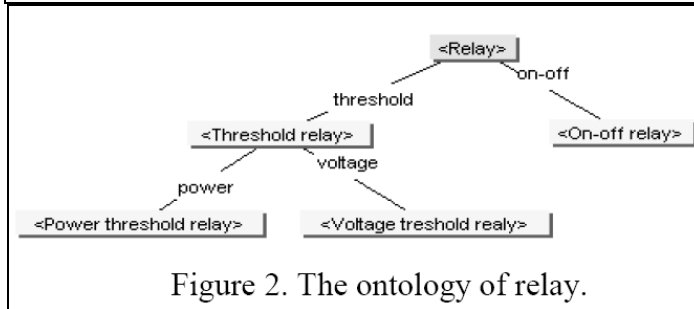 <Relay>
on-off
threshold
<Threshold relay>
<On-off relay>
voltage
power
<Power threshold relay>
<Voltage treshold realy>
Figure 2. The ontology of relay.